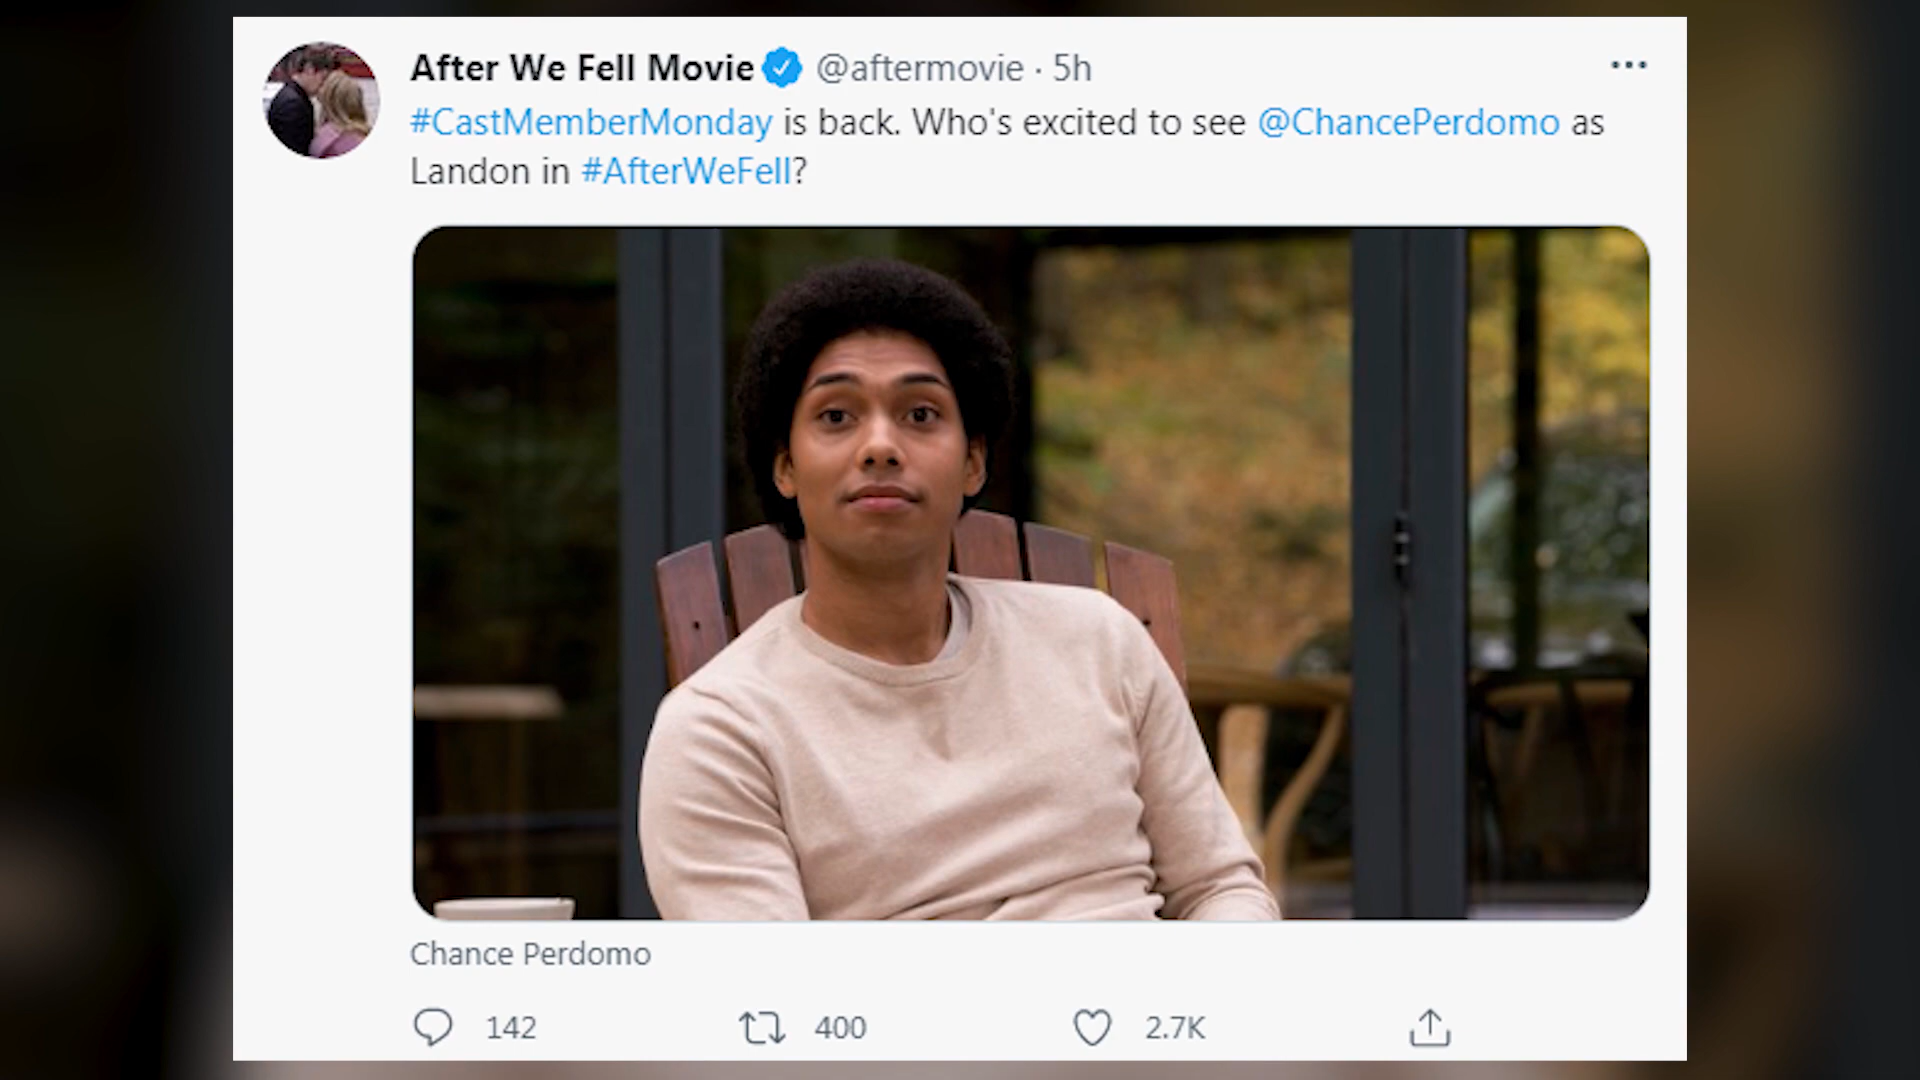 After We Fell Movie @aftermovie · 5h
#CastMemberMonday is back. Who's excited to see @ChancePerdomo as
Landon in #AfterWeFell?
Chance Perdomo
142 400 2.7K